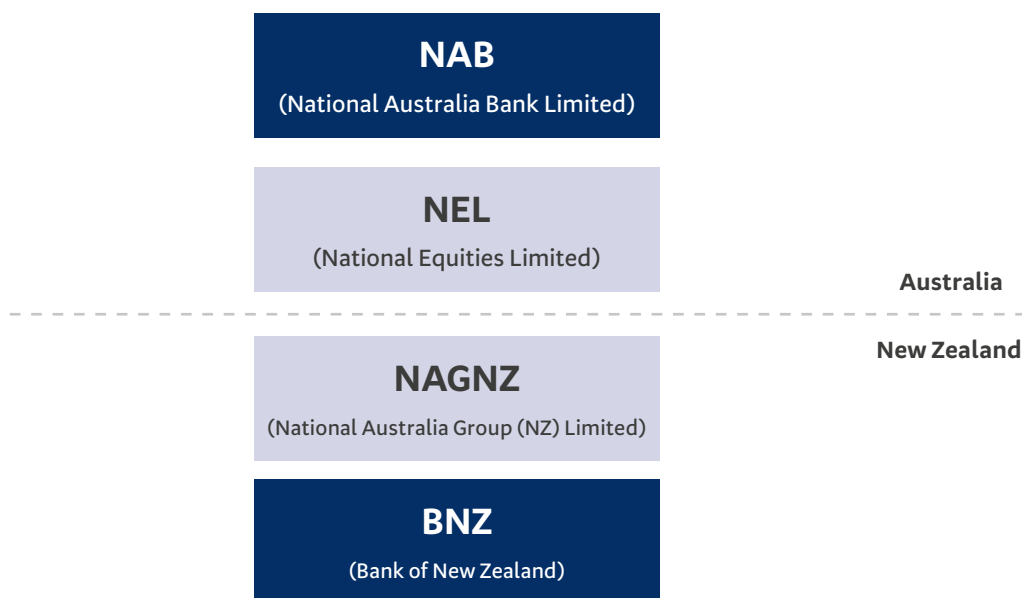 NAB
(National Australia Bank Limited)
NEL
(National Equities Limited)
Australia
New Zealand
NAGNZ
(National Australia Group (NZ) Limited)
BNZ
(Bank of New Zealand)